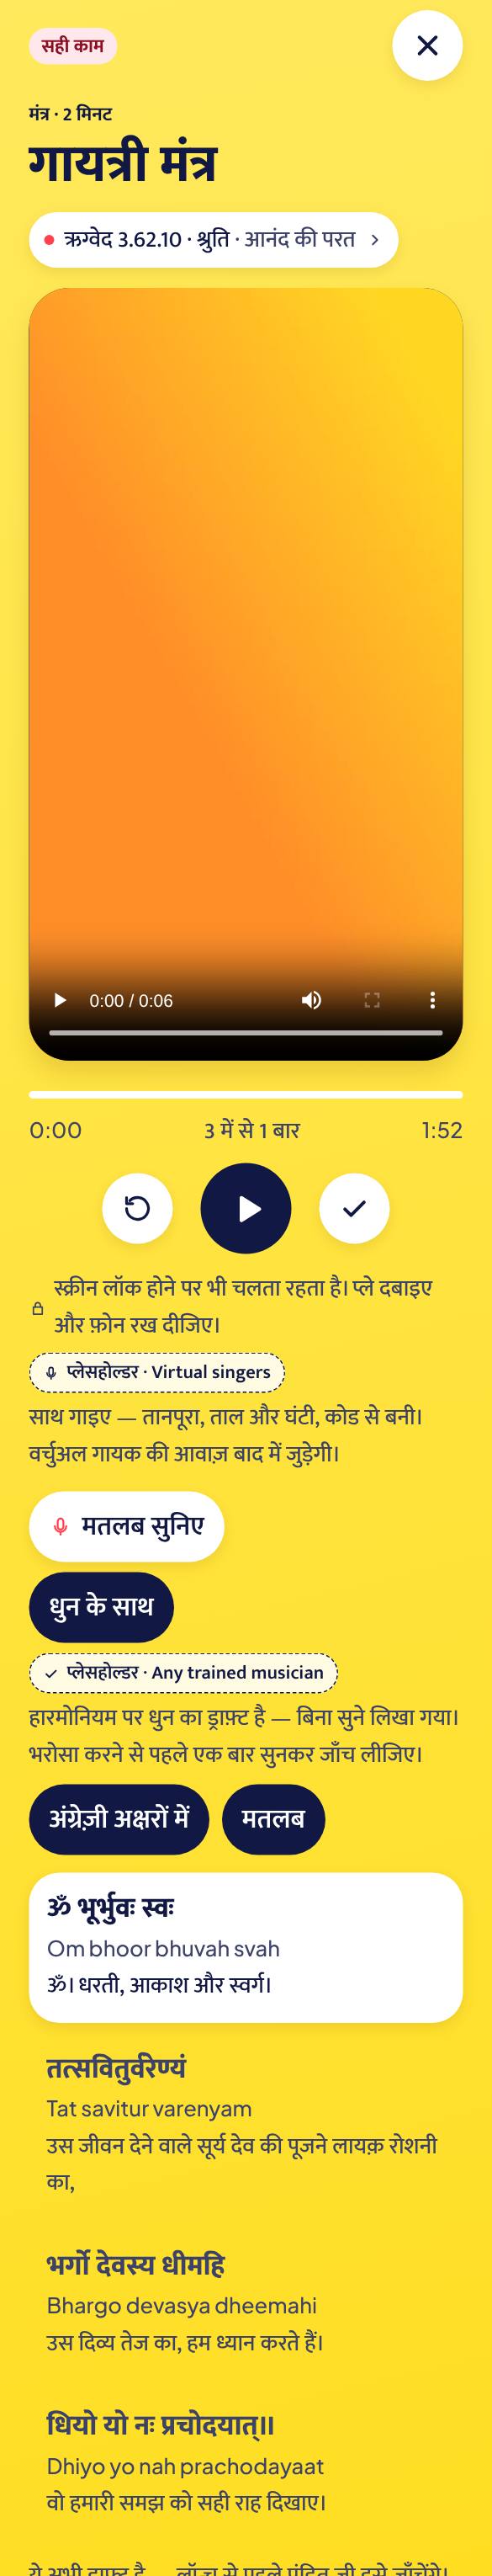 सही काम
मंत्र · 2 मिनट
गायत्री मंत्र
ऋग्वेद 3.62.10 · श्रुति · आनंद की परत
0:00 / 0:06
0:00 3 में से 1 बार 1:52
स्क्रीन लॉक होने पर भी चलता रहता है। प्ले दबाइए
और फ़ोन रख दीजिए।
प्लेसहोल्डर · Virtual singers
साथ गाइए — तानपूरा, ताल और घंटी, कोड से बनी।
वर्चुअल गायक की आवाज़ बाद में जुड़ेगी।
मतलब सुनिए
धुन के साथ
प्लेसहोल्डर · Any trained musician
हारमोनियम पर धुन का ड्राफ़्ट है — बिना सुने लिखा गया।
भरोसा करने से पहले एक बार सुनकर जाँच लीजिए।
अंग्रेज़ी अक्षरों में मतलब
ॐ भूर्भुवः स्वः
Om bhoor bhuvah svah
ॐ। धरती, आकाश और स्वर्ग।
तत्सवितुर्वरेण्यं
Tat savitur varenyam
उस जीवन देने वाले सूर्य देव की पूजने लायक़ रोशनी
का,
भर्गो देवस्य धीमहि
Bhargo devasya dheemahi
उस दिव्य तेज का, हम ध्यान करते हैं।
धियो यो नः प्रचोदयात्॥
Dhiyo yo nah prachodayaat
वो हमारी समझ को सही राह दिखाए।
ये अभी ड्राफ़्ट है — लॉन्च से पहले पंडित जी इसे जाँचेंगे।